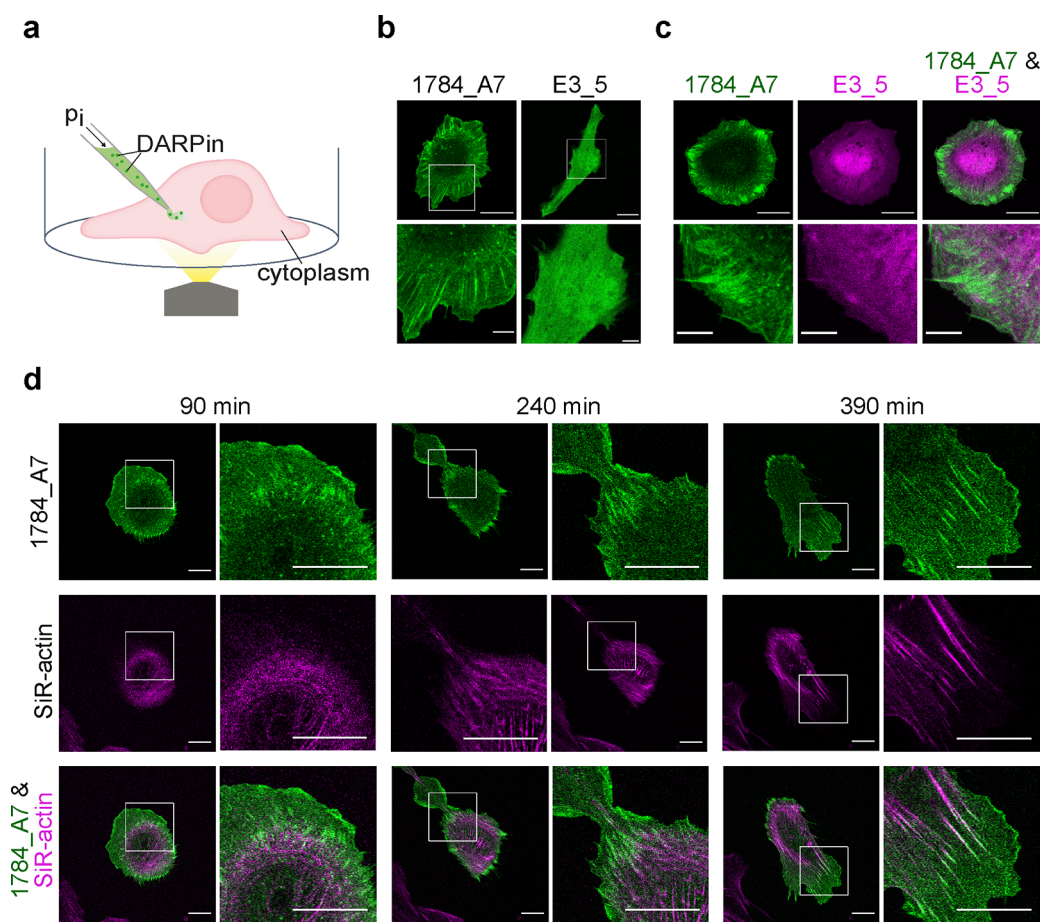 a
pi
DARPin
cytoplasm
b
1784_A7
E3_5
c
1784_A7
E3_5
1784_A7 &
E3_5
d
90 min
240 min
390 min
1784_A7
SiR-actin
1784_A7 &
SiR-actin